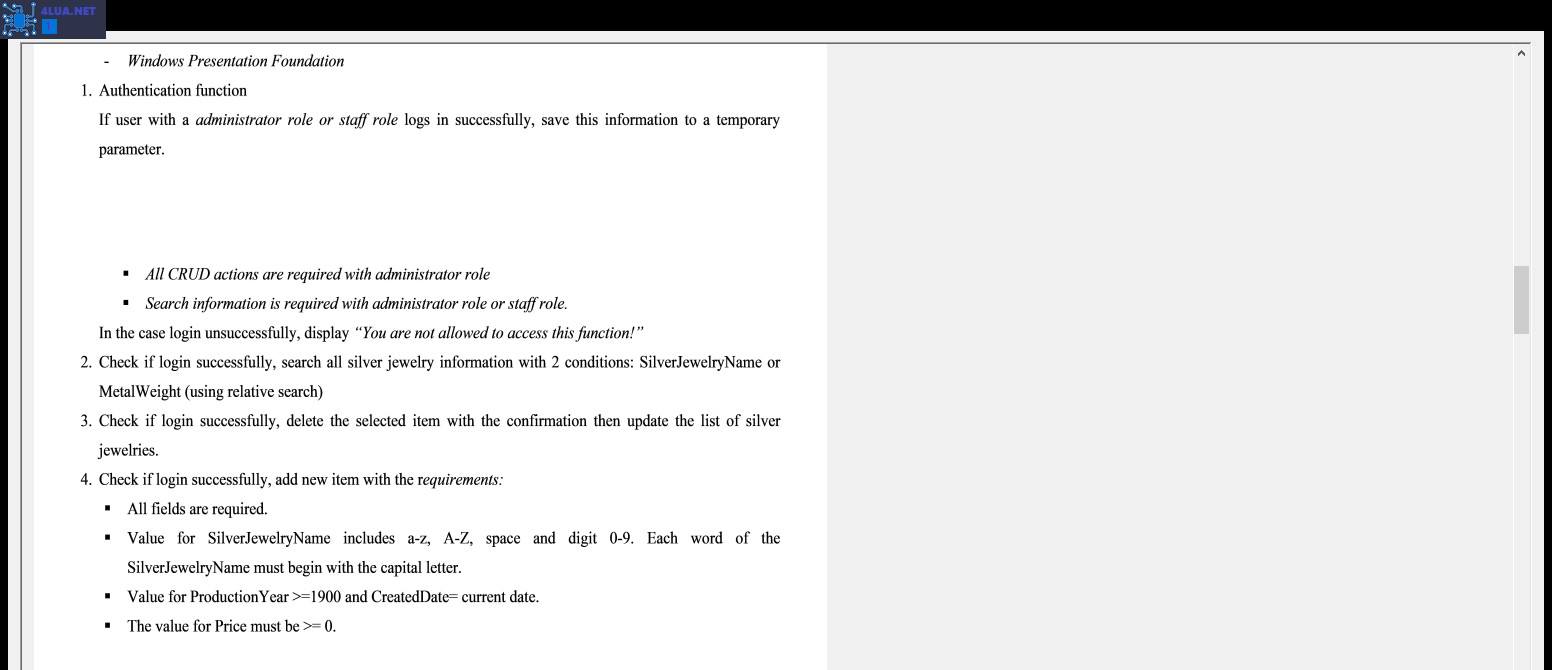 4LUA.NET
- Windows Presentation Foundation
1. Authentication function
If user with a administrator role or staff role logs in successfully, save this information to a temporary
parameter.
▪ All CRUD actions are required with administrator role
▪ Search information is required with administrator role or staff role.
In the case login unsuccessfully, display “You are not allowed to access this function!”
2. Check if login successfully, search all silver jewelry information with 2 conditions: SilverJewelryName or
MetalWeight (using relative search)
3. Check if login successfully, delete the selected item with the confirmation then update the list of silver
jewelries.
4. Check if login successfully, add new item with the requirements:
▪ All fields are required.
▪ Value for SilverJewelryName includes a-z, A-Z, space and digit 0-9. Each word of the
SilverJewelryName must begin with the capital letter.
▪ Value for ProductionYear >=1900 and CreatedDate= current date.
▪ The value for Price must be >= 0.